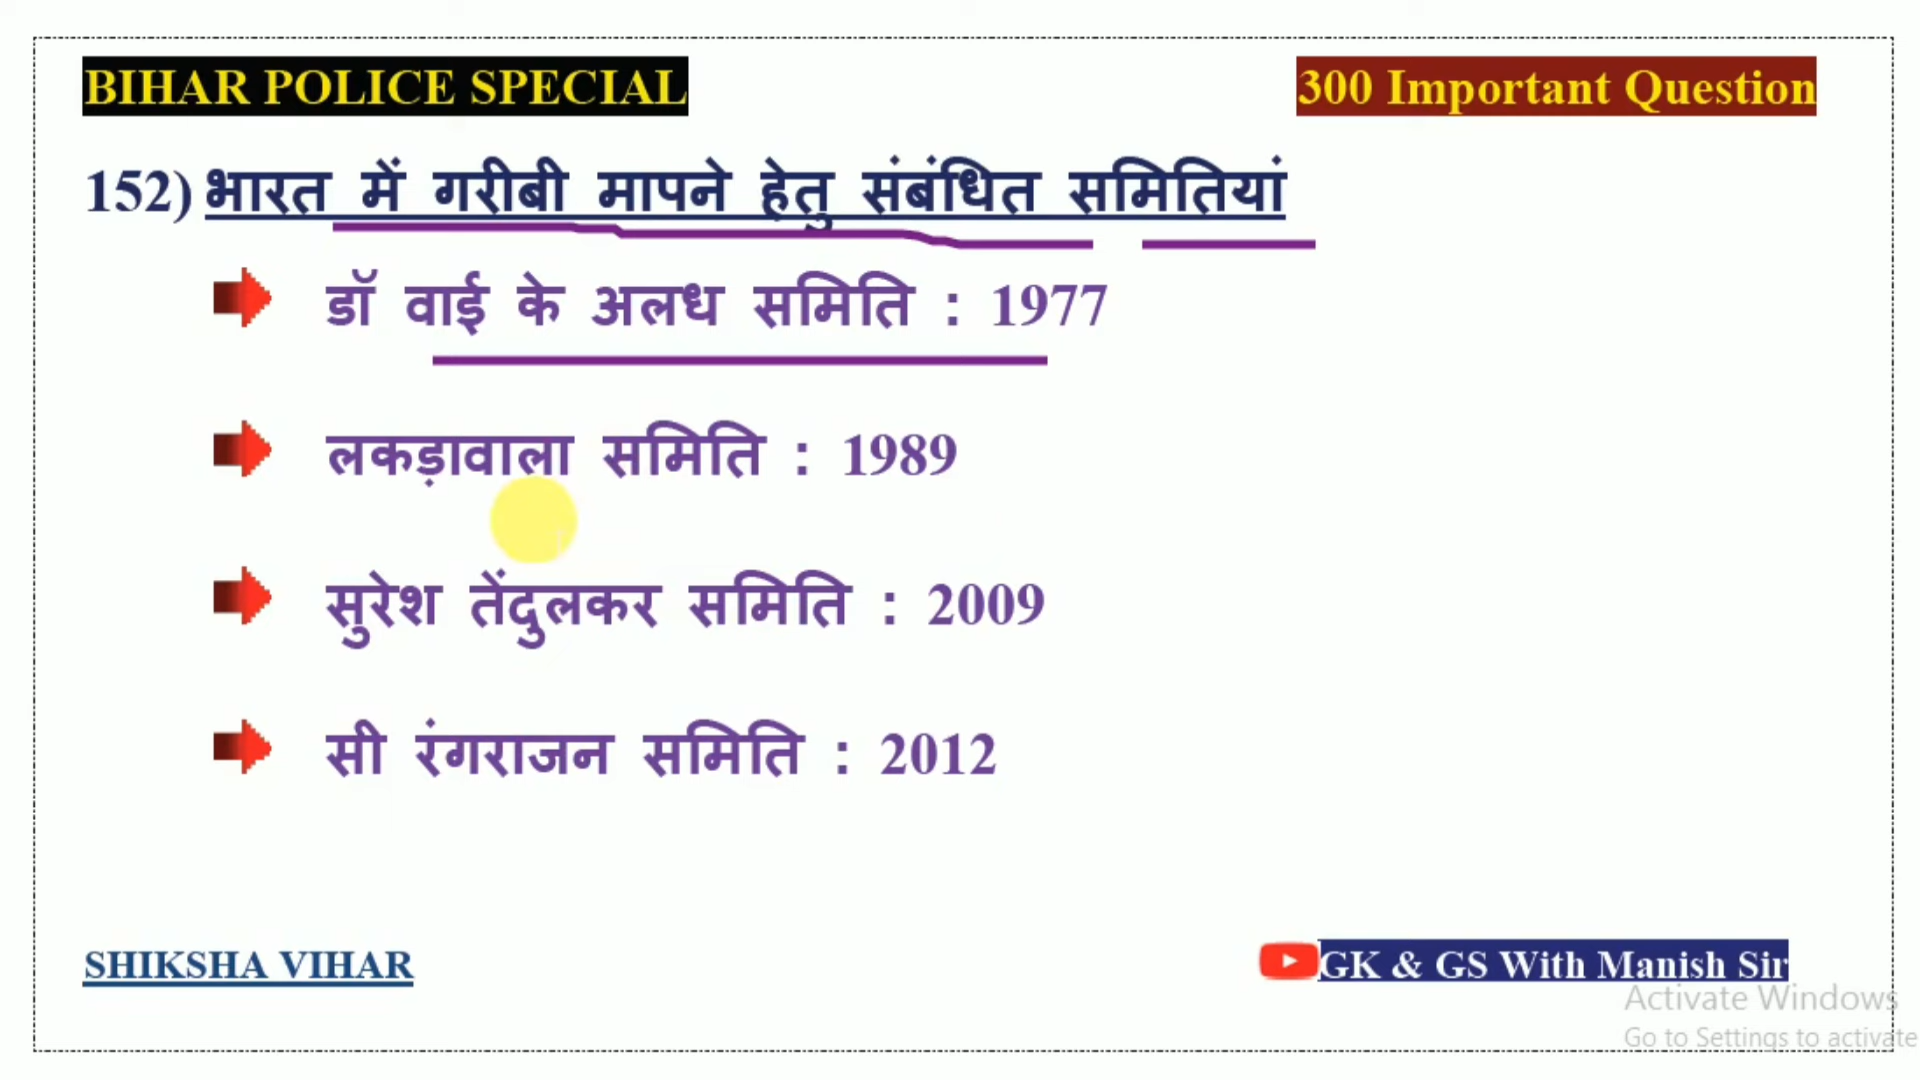 BIHAR POLICE SPECIAL
300 Important Question
152) भारत में गरीबी मापने हेतु संबंधित समितियां
डॉ वाई के अलध समिति : 1977
लकड़ावाला समिति : 1989
सुरेश तेंदुलकर समिति : 2009
सी रंगराजन समिति : 2012
SHIKSHA VIHAR
GK & GS With Manish Sir
Activate Windows
Go to Settings to activate